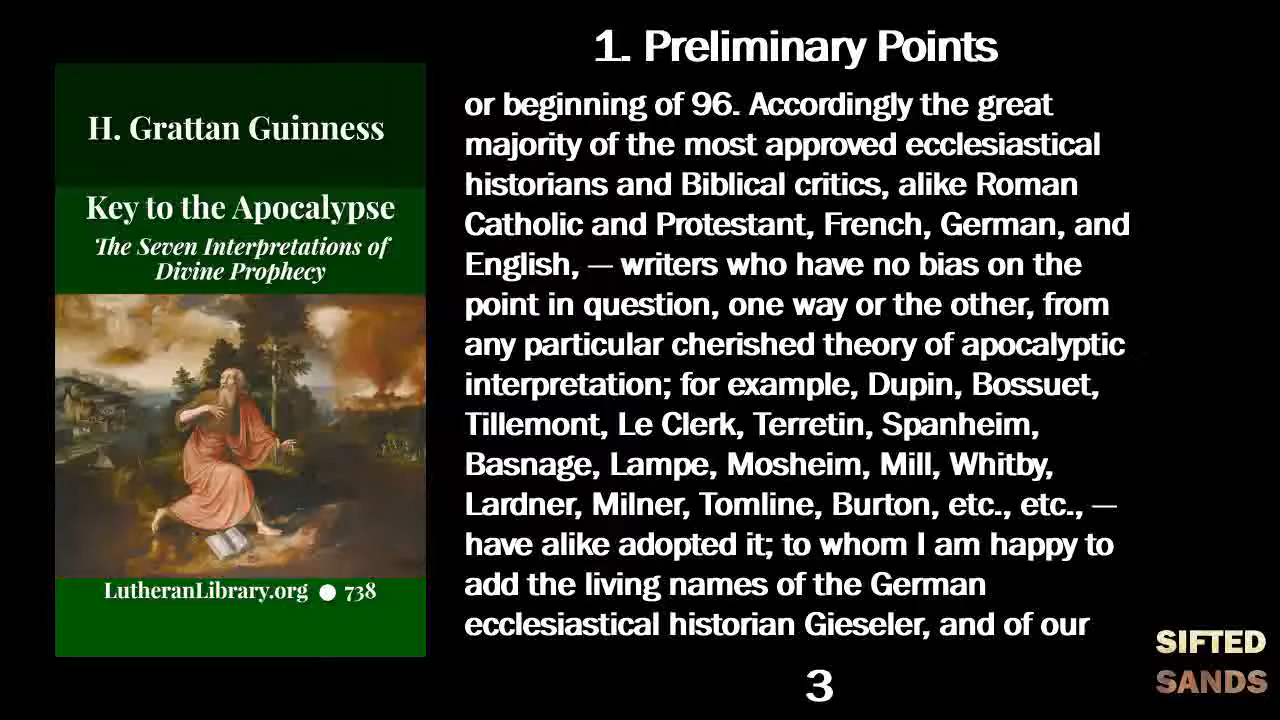 H. Grattan Guinness
Key to the Apocalypse
The Seven Interpretations of
Divine Prophecy
LutheranLibrary.org ● 738
1. Preliminary Points
or beginning of 96. Accordingly the great
majority of the most approved ecclesiastical
historians and Biblical critics, alike Roman
Catholic and Protestant, French, German, and
English, — writers who have no bias on the
point in question, one way or the other, from
any particular cherished theory of apocalyptic
interpretation; for example, Dupin, Bossuet,
Tillemont, Le Clerk, Terretin, Spanheim,
Basnage, Lampe, Mosheim, Mill, Whitby,
Lardner, Milner, Tomline, Burton, etc., etc., —
have alike adopted it; to whom I am happy to
add the living names of the German
ecclesiastical historian Gieseler, and of our
3
SIFTED
SANDS